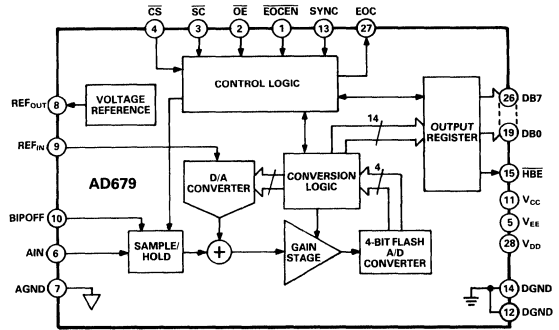 CS SC OE EOCEN SYNC EOC
4 3 2 1 13 27
CONTROL LOGIC
REFOUT 8
VOLTAGE
REFERENCE
26 DB7
14
OUTPUT
REGISTER
19 DB0
REFIN 9
D/A
CONVERTER
CONVERSION
LOGIC
4
15 HBE
AD679
11 VCC
BIPOFF 10
5 VEE
SAMPLE/
HOLD
+
GAIN
STAGE
4-BIT FLASH
A/D
CONVERTER
28 VDD
AIN 6
AGND 7
14 DGND
12 DGND